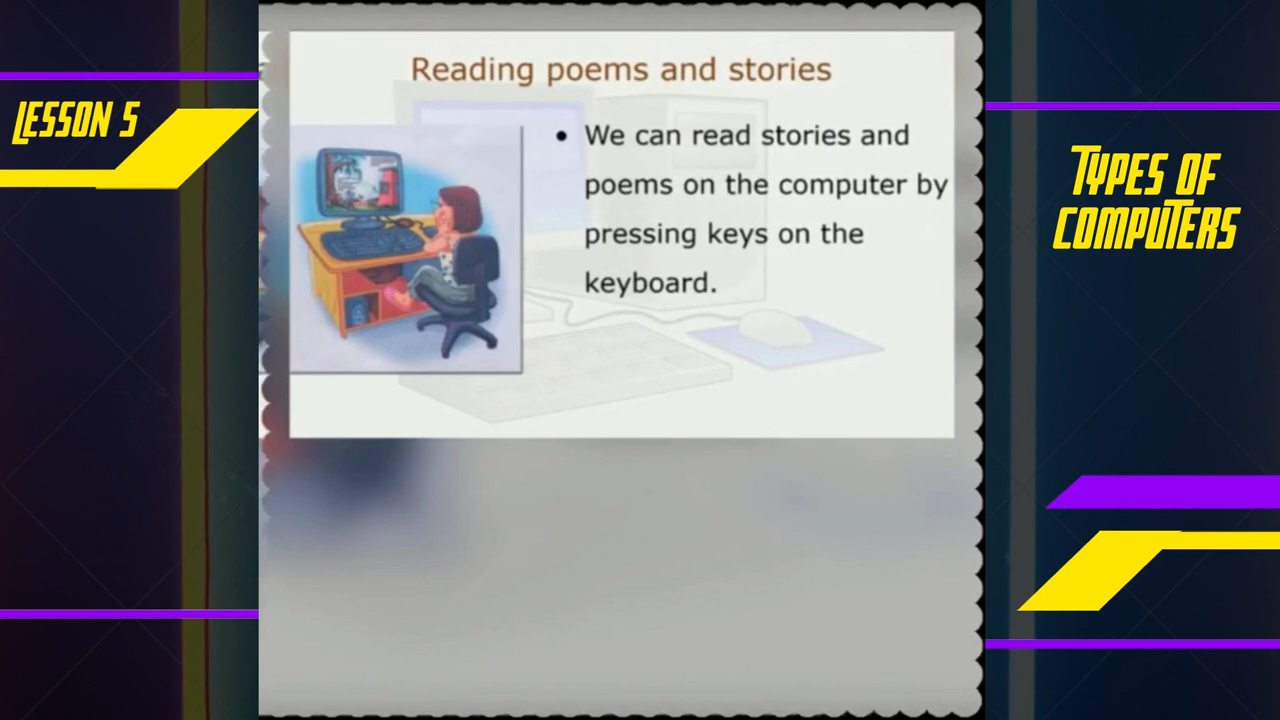 LESSON 5
TYPES OF
COMPUTERS
Reading poems and stories
• We can read stories and
poems on the computer by
pressing keys on the
keyboard.